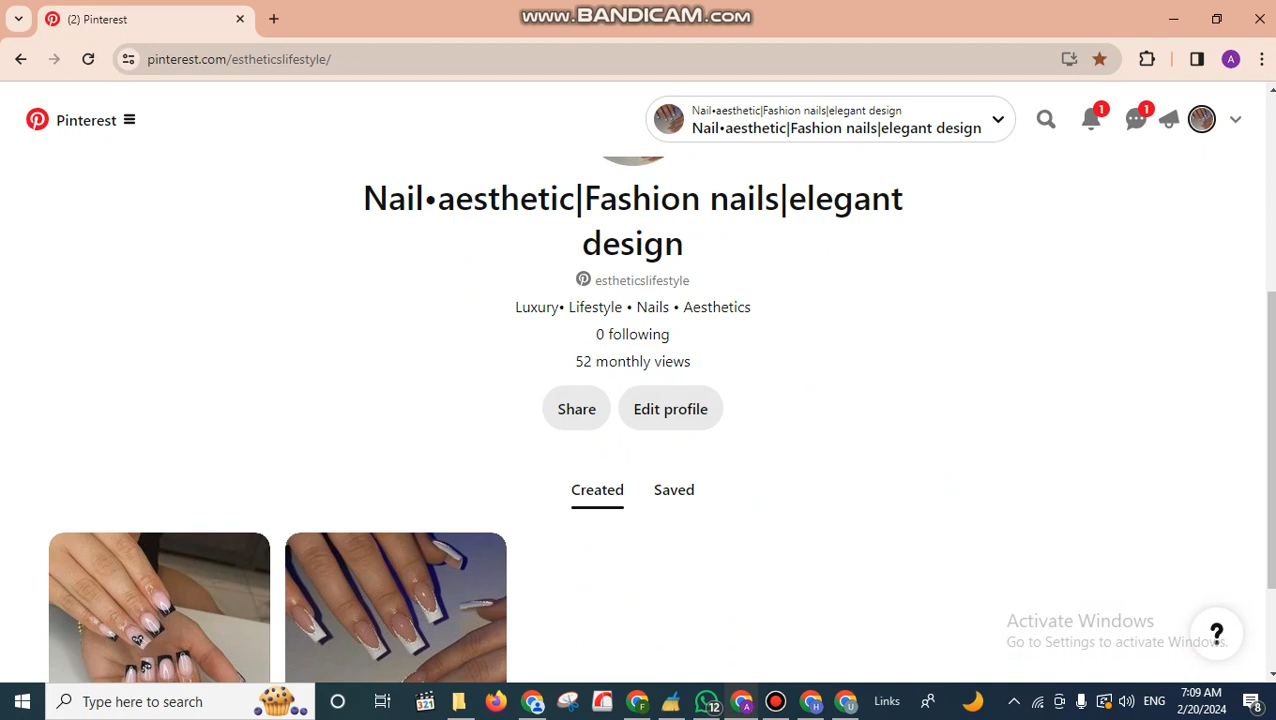 www.BANDICAM.com
(2) Pinterest
pinterest.com/estheticslifestyle/
A
Pinterest
Nail•aesthetic|Fashion nails|elegant design
Nail•aesthetic|Fashion nails|elegant design
1
1
Nail•aesthetic|Fashion nails|elegant
design
estheticslifestyle
Luxury• Lifestyle • Nails • Aesthetics
0 following
52 monthly views
Share
Edit profile
Created
Saved
Activate Windows
Go to Settings to activate Windows.
?
Type here to search
321
F
12
A
H
U
Links
ENG
7:09 AM
2/20/2024
8